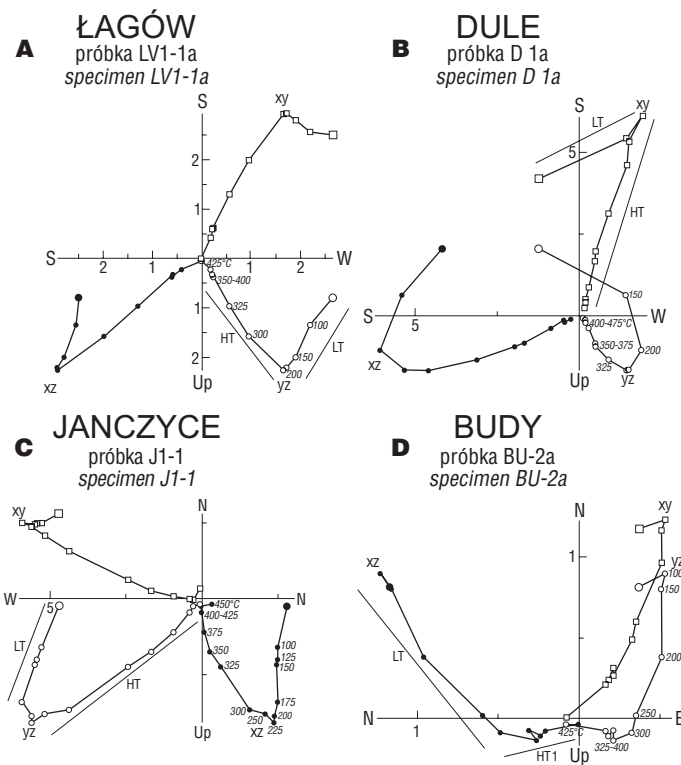 A ŁAGÓW
próbka LV1-1a
specimen LV1-1a
S
xy
2
1
S 2 1 1 2 W
425°C
350-400
325
300
HT
1
100
LT
150
200
2
xz
Up
yz
B DULE
próbka D 1a
specimen D 1a
S
xy
LT
5
HT
150
S 5 W
400-475°C
350-375
200
325
xz
Up
yz
C JANCZYCE
próbka J1-1
specimen J1-1
N
xy
W 5 N
450°C
400-425
375
350
325
LT
HT
100
125
150
175
300
250
200
225
yz
Up
xz
D BUDY
próbka BU-2a
specimen BU-2a
N
xy
xz
1
yz
100
150
LT
200
250
N 1 E
425°C
300
325-400
HT1
Up